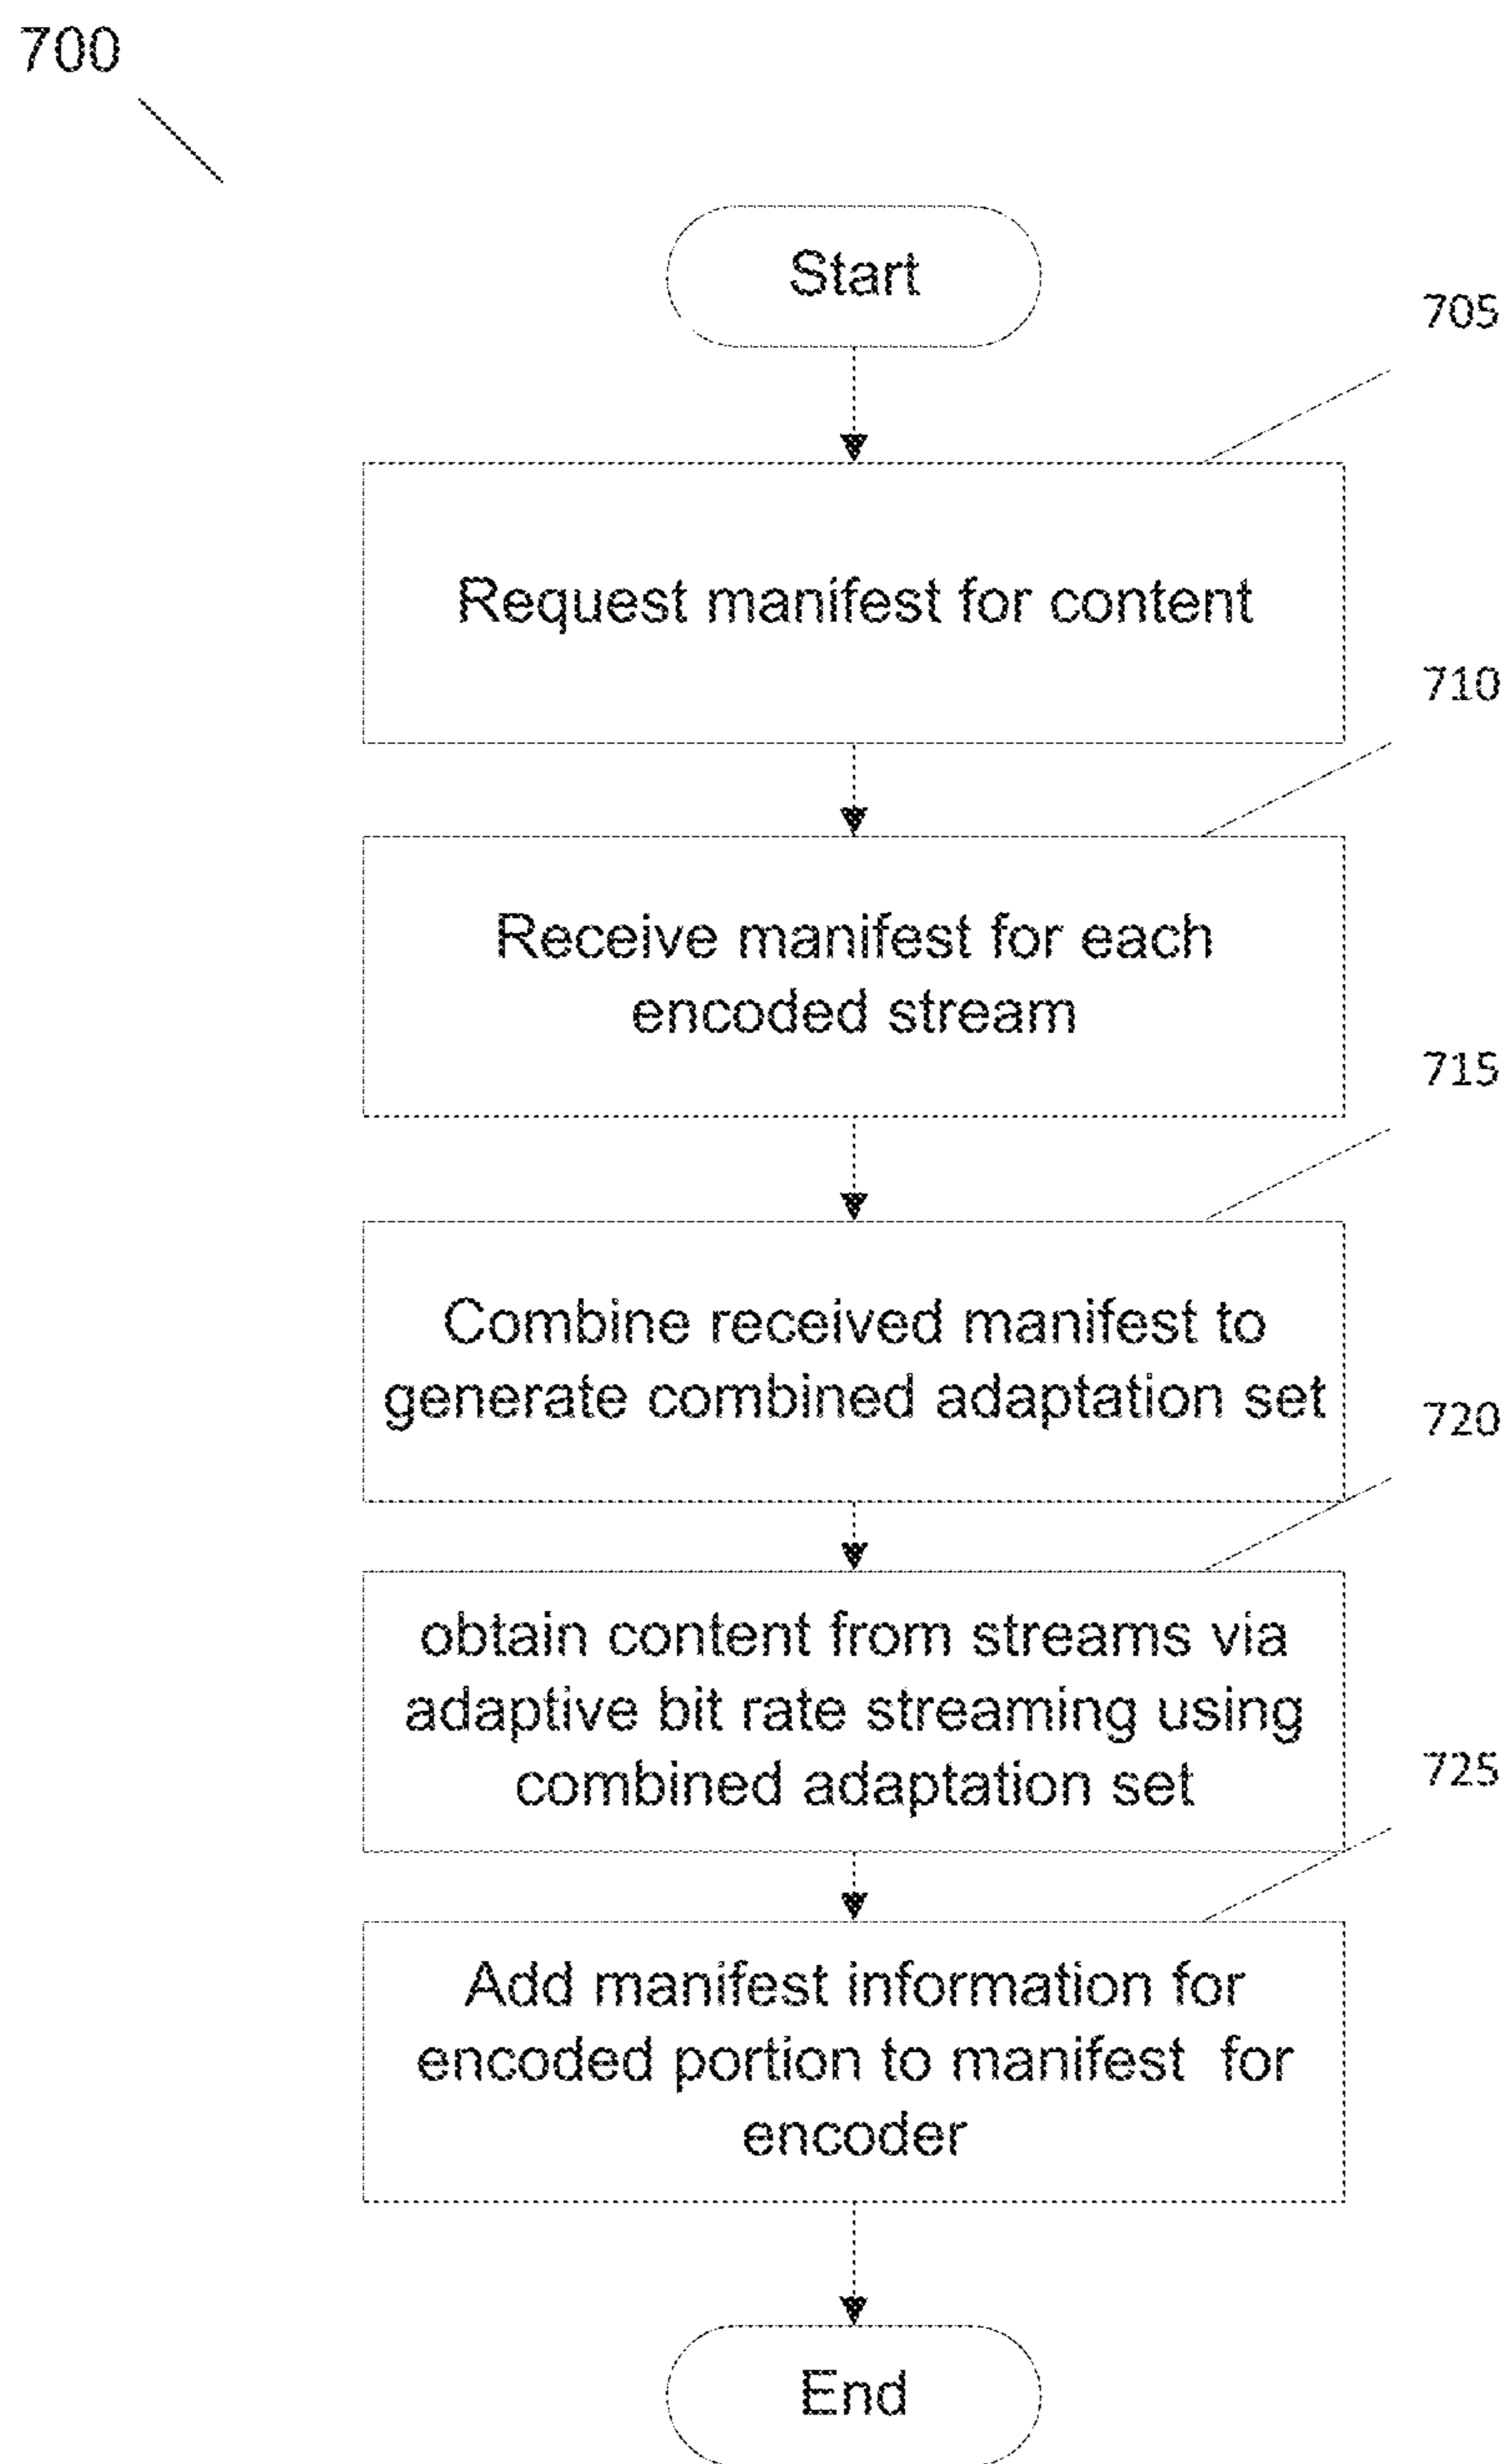 700
Start
705
Request manifest for content
710
Receive manifest for each
encoded stream
715
Combine received manifest to
generate combined adaptation set
720
obtain content from streams via
adaptive bit rate streaming using
combined adaptation set
725
Add manifest information for
encoded portion to manifest for
encoder
End